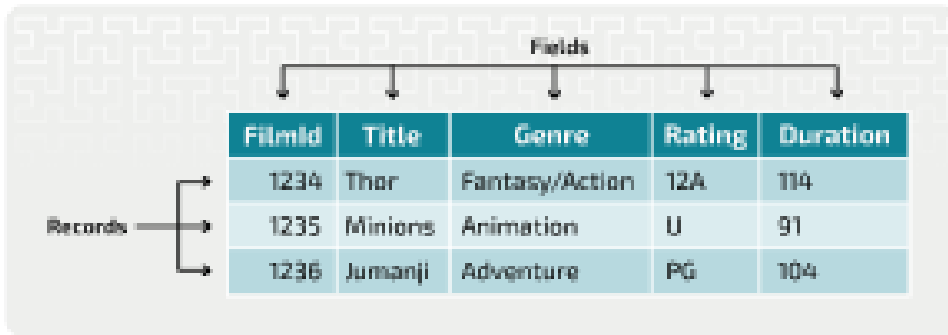 Fields
FilmId Title Genre Rating Duration
1234 Thor Fantasy/Action 12A 114
Records 1235 Minions Animation U 91
1236 Jumanji Adventure PG 104